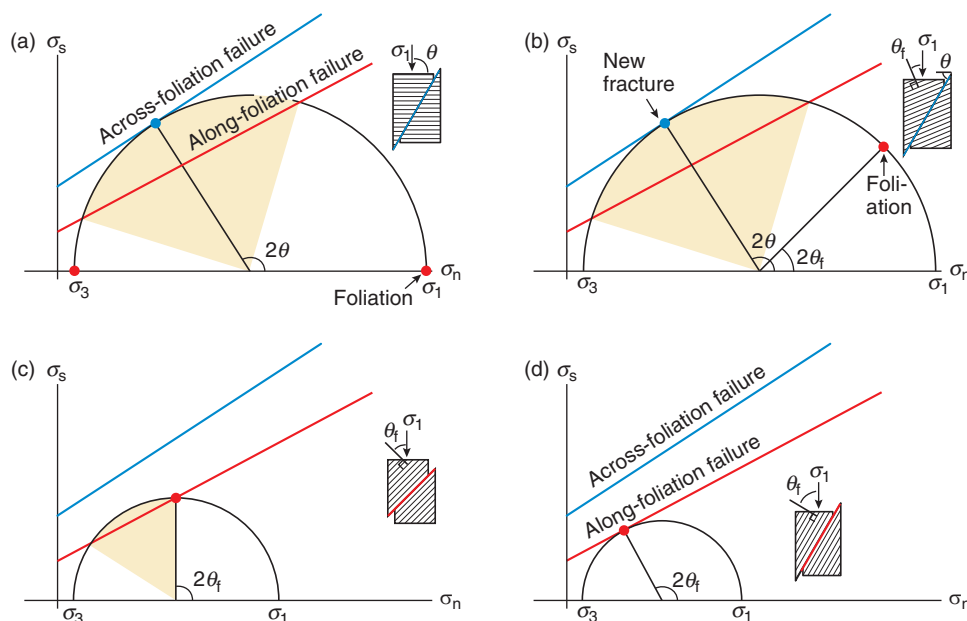 (a)
σs
Across-foliation failure
Along-foliation failure
σ1
θ
2θ
σ3
Foliation
σn
σ1
(b)
σs
New
fracture
θf
σ1
θ
Foli-
ation
2θ
2θf
σ3
σn
σ1
(c)
σs
θf
σ1
2θf
σ3
σ1
σn
(d)
σs
Across-foliation failure
Along-foliation failure
θf
σ1
2θf
σ3
σ1
σn